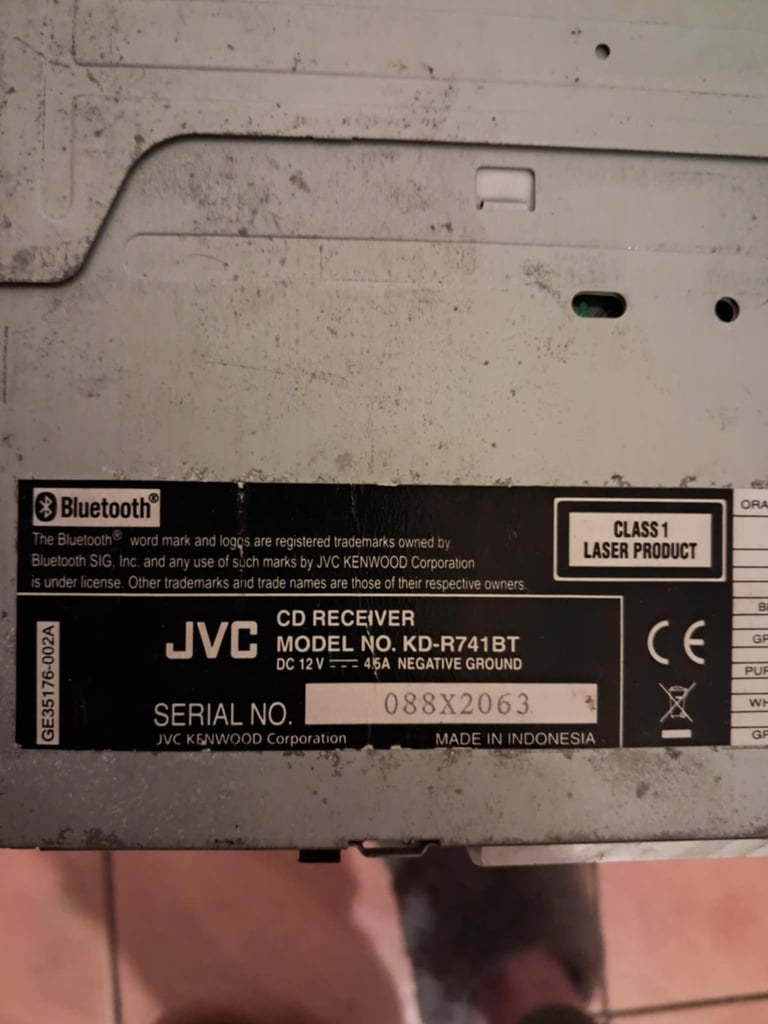 Bluetooth®
The Bluetooth® word mark and logos are registered trademarks owned by
Bluetooth SIG, Inc. and any use of such marks by JVC KENWOOD Corporation
is under license. Other trademarks and trade names are those of their respective owners.
CLASS 1
LASER PRODUCT
GE35176-002A
JVC
CD RECEIVER
MODEL NO. KD-R741BT
DC 12 V 4.5A NEGATIVE GROUND
SERIAL NO. 088X2063
JVC KENWOOD Corporation MADE IN INDONESIA
CE
ORA
GR
PUR
WH